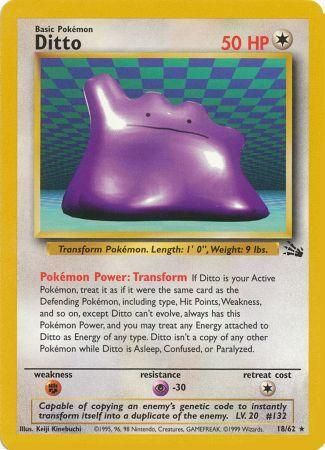 Basic Pokémon
Ditto
50 HP
Transform Pokémon. Length: 1' 0", Weight: 9 lbs.
Pokémon Power: Transform If Ditto is your Active
Pokémon, treat it as if it were the same card as the
Defending Pokémon, including type, Hit Points, Weakness,
and so on, except Ditto can't evolve, always has this
Pokémon Power, and you may treat any Energy attached to
Ditto as Energy of any type. Ditto isn't a copy of any other
Pokémon while Ditto is Asleep, Confused, or Paralyzed.
weakness resistance retreat cost
-30
Capable of copying an enemy's genetic code to instantly
transform itself into a duplicate of the enemy. LV. 20 #132
Illus. Keiji Kinebuchi ©1995, 96, 98 Nintendo, Creatures, GAMEFREAK. ©1999 Wizards. 18/62 ★